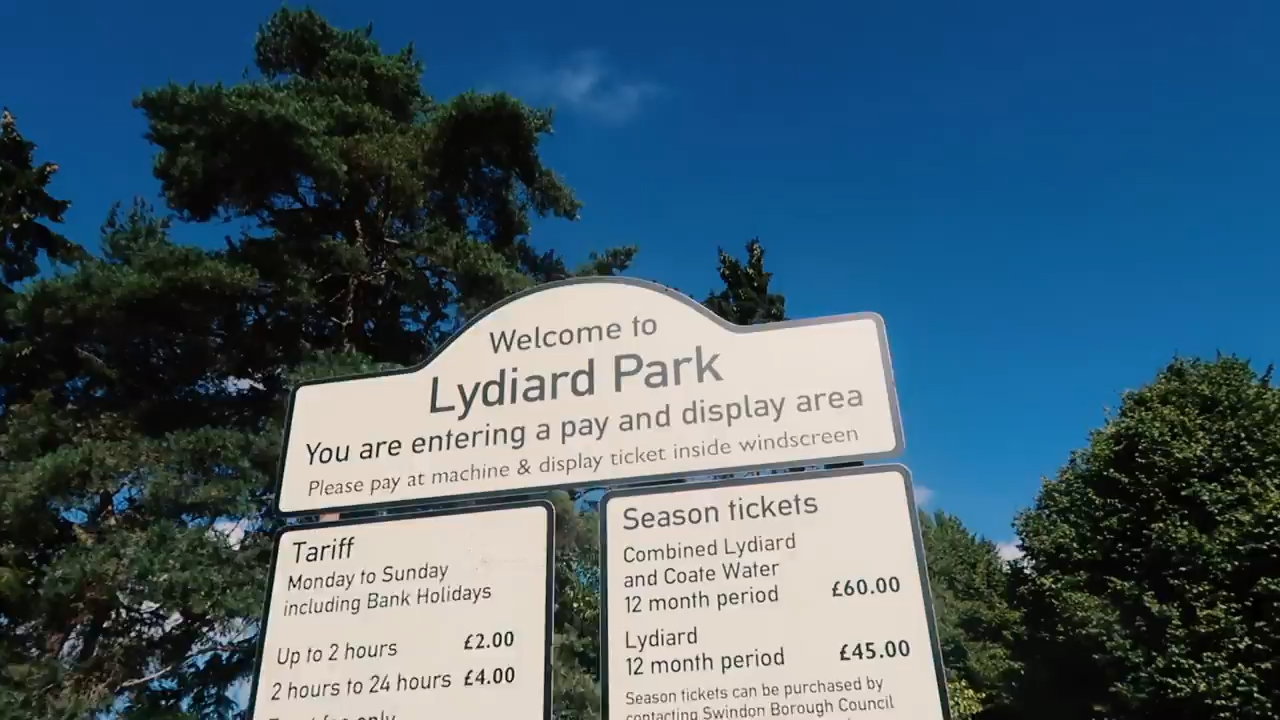 Welcome to
Lydiard Park
You are entering a pay and display area
Please pay at machine & display ticket inside windscreen
Tariff
Monday to Sunday
including Bank Holidays
Up to 2 hours £2.00
2 hours to 24 hours £4.00
only
Season tickets
Combined Lydiard
and Coate Water
12 month period £60.00
Lydiard
12 month period £45.00
Season tickets can be purchased by
contacting Swindon Borough Council